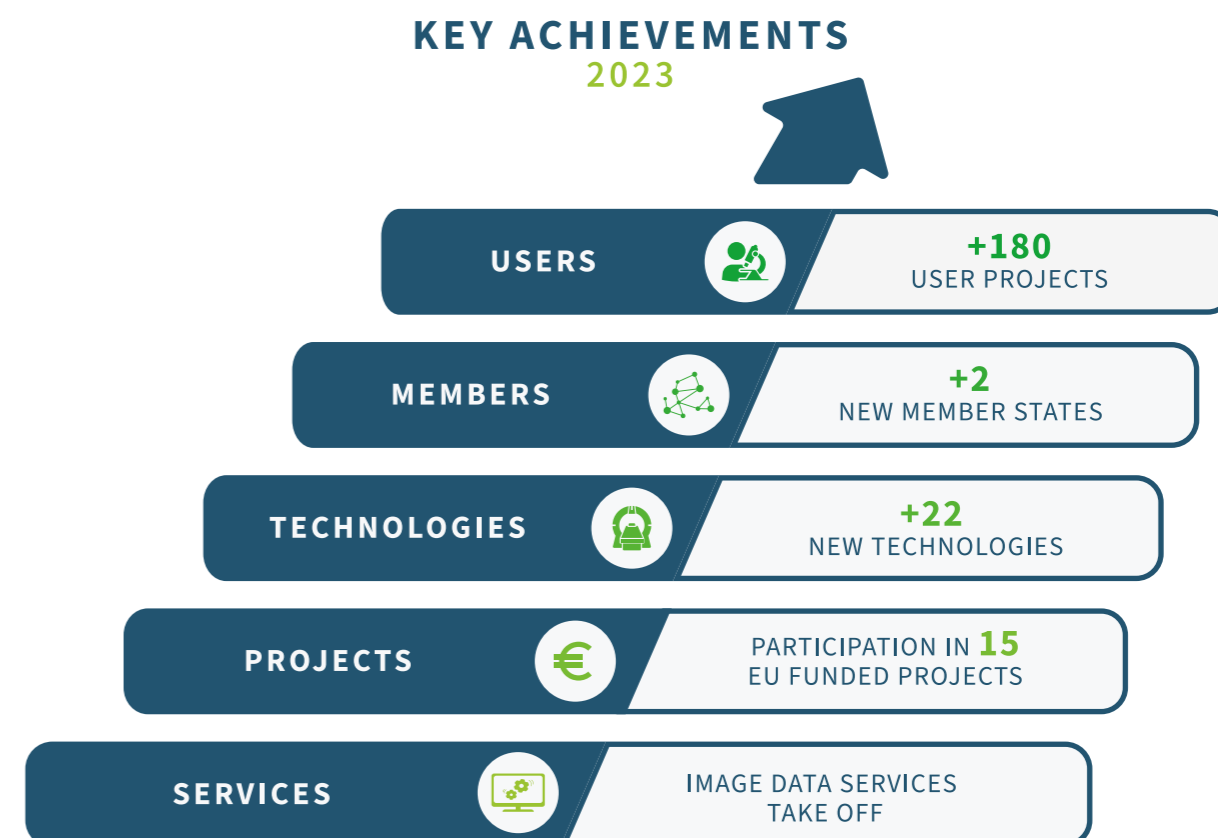 KEY ACHIEVEMENTS
2023
USERS
+180
USER PROJECTS
MEMBERS
+2
NEW MEMBER STATES
TECHNOLOGIES
+22
NEW TECHNOLOGIES
PROJECTS
€
PARTICIPATION IN 15
EU FUNDED PROJECTS
SERVICES
IMAGE DATA SERVICES
TAKE OFF